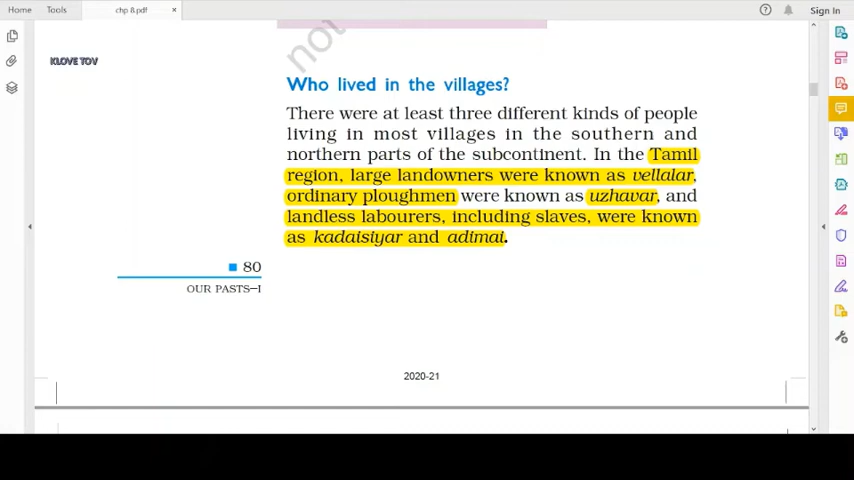 Home Tools chp 8.pdf × Sign In
KLOVE TOV
not
Who lived in the villages?
There were at least three different kinds of people
living in most villages in the southern and
northern parts of the subcontinent. In the Tamil
region, large landowners were known as vellalar,
ordinary ploughmen were known as uzhavar, and
landless labourers, including slaves, were known
as kadaisiyar and adimai.
80
OUR PASTS–I
2020-21